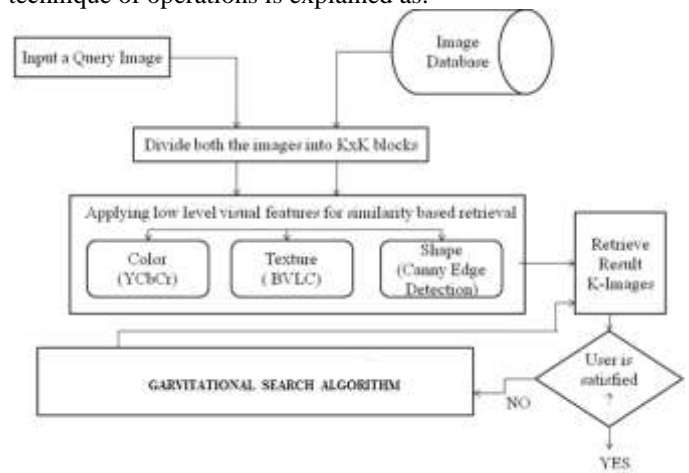 technique of operations is explained as:
Input a Query Image
Image
Database
Divide both the images into KxK blocks
Applying low level visual features for similarity based retrieval
Color
(YCbCr)
Texture
( BVLC)
Shape
(Canny Edge
Detection)
Retrieve
Result
K-Images
GARVITATIONAL SEARCH ALGORITHM
User is
satisfied
?
NO
YES